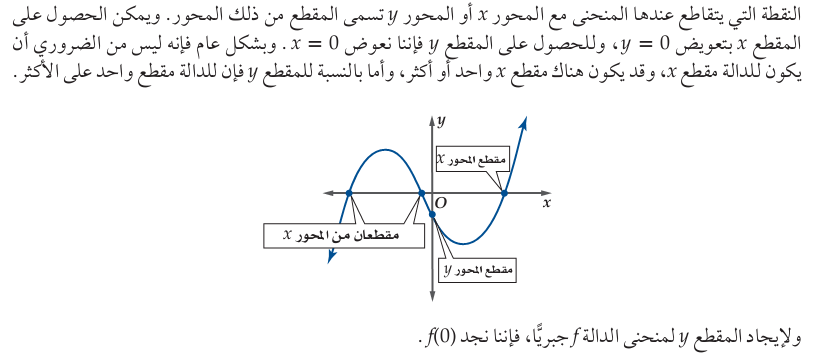 النقطة التي يتقاطع عندها المنحنى مع المحور x أو المحور y تسمى المقطع من ذلك المحور. ويمكن الحصول على
المقطع x بتعويض y = 0، وللحصول على المقطع y فإننا نعوض x = 0. وبشكل عام فإنه ليس من الضروري أن
يكون للدالة مقطع x، وقد يكون هناك مقطع x واحد أو أكثر، وأما بالنسبة للمقطع y فإن للدالة مقطع واحد على الأكثر.
y
مقطع المحور x
O
x
مقطعان من المحور x
مقطع المحور y
ولإيجاد المقطع y لمنحنى الدالة f جبريًّا، فإننا نجد f(0).